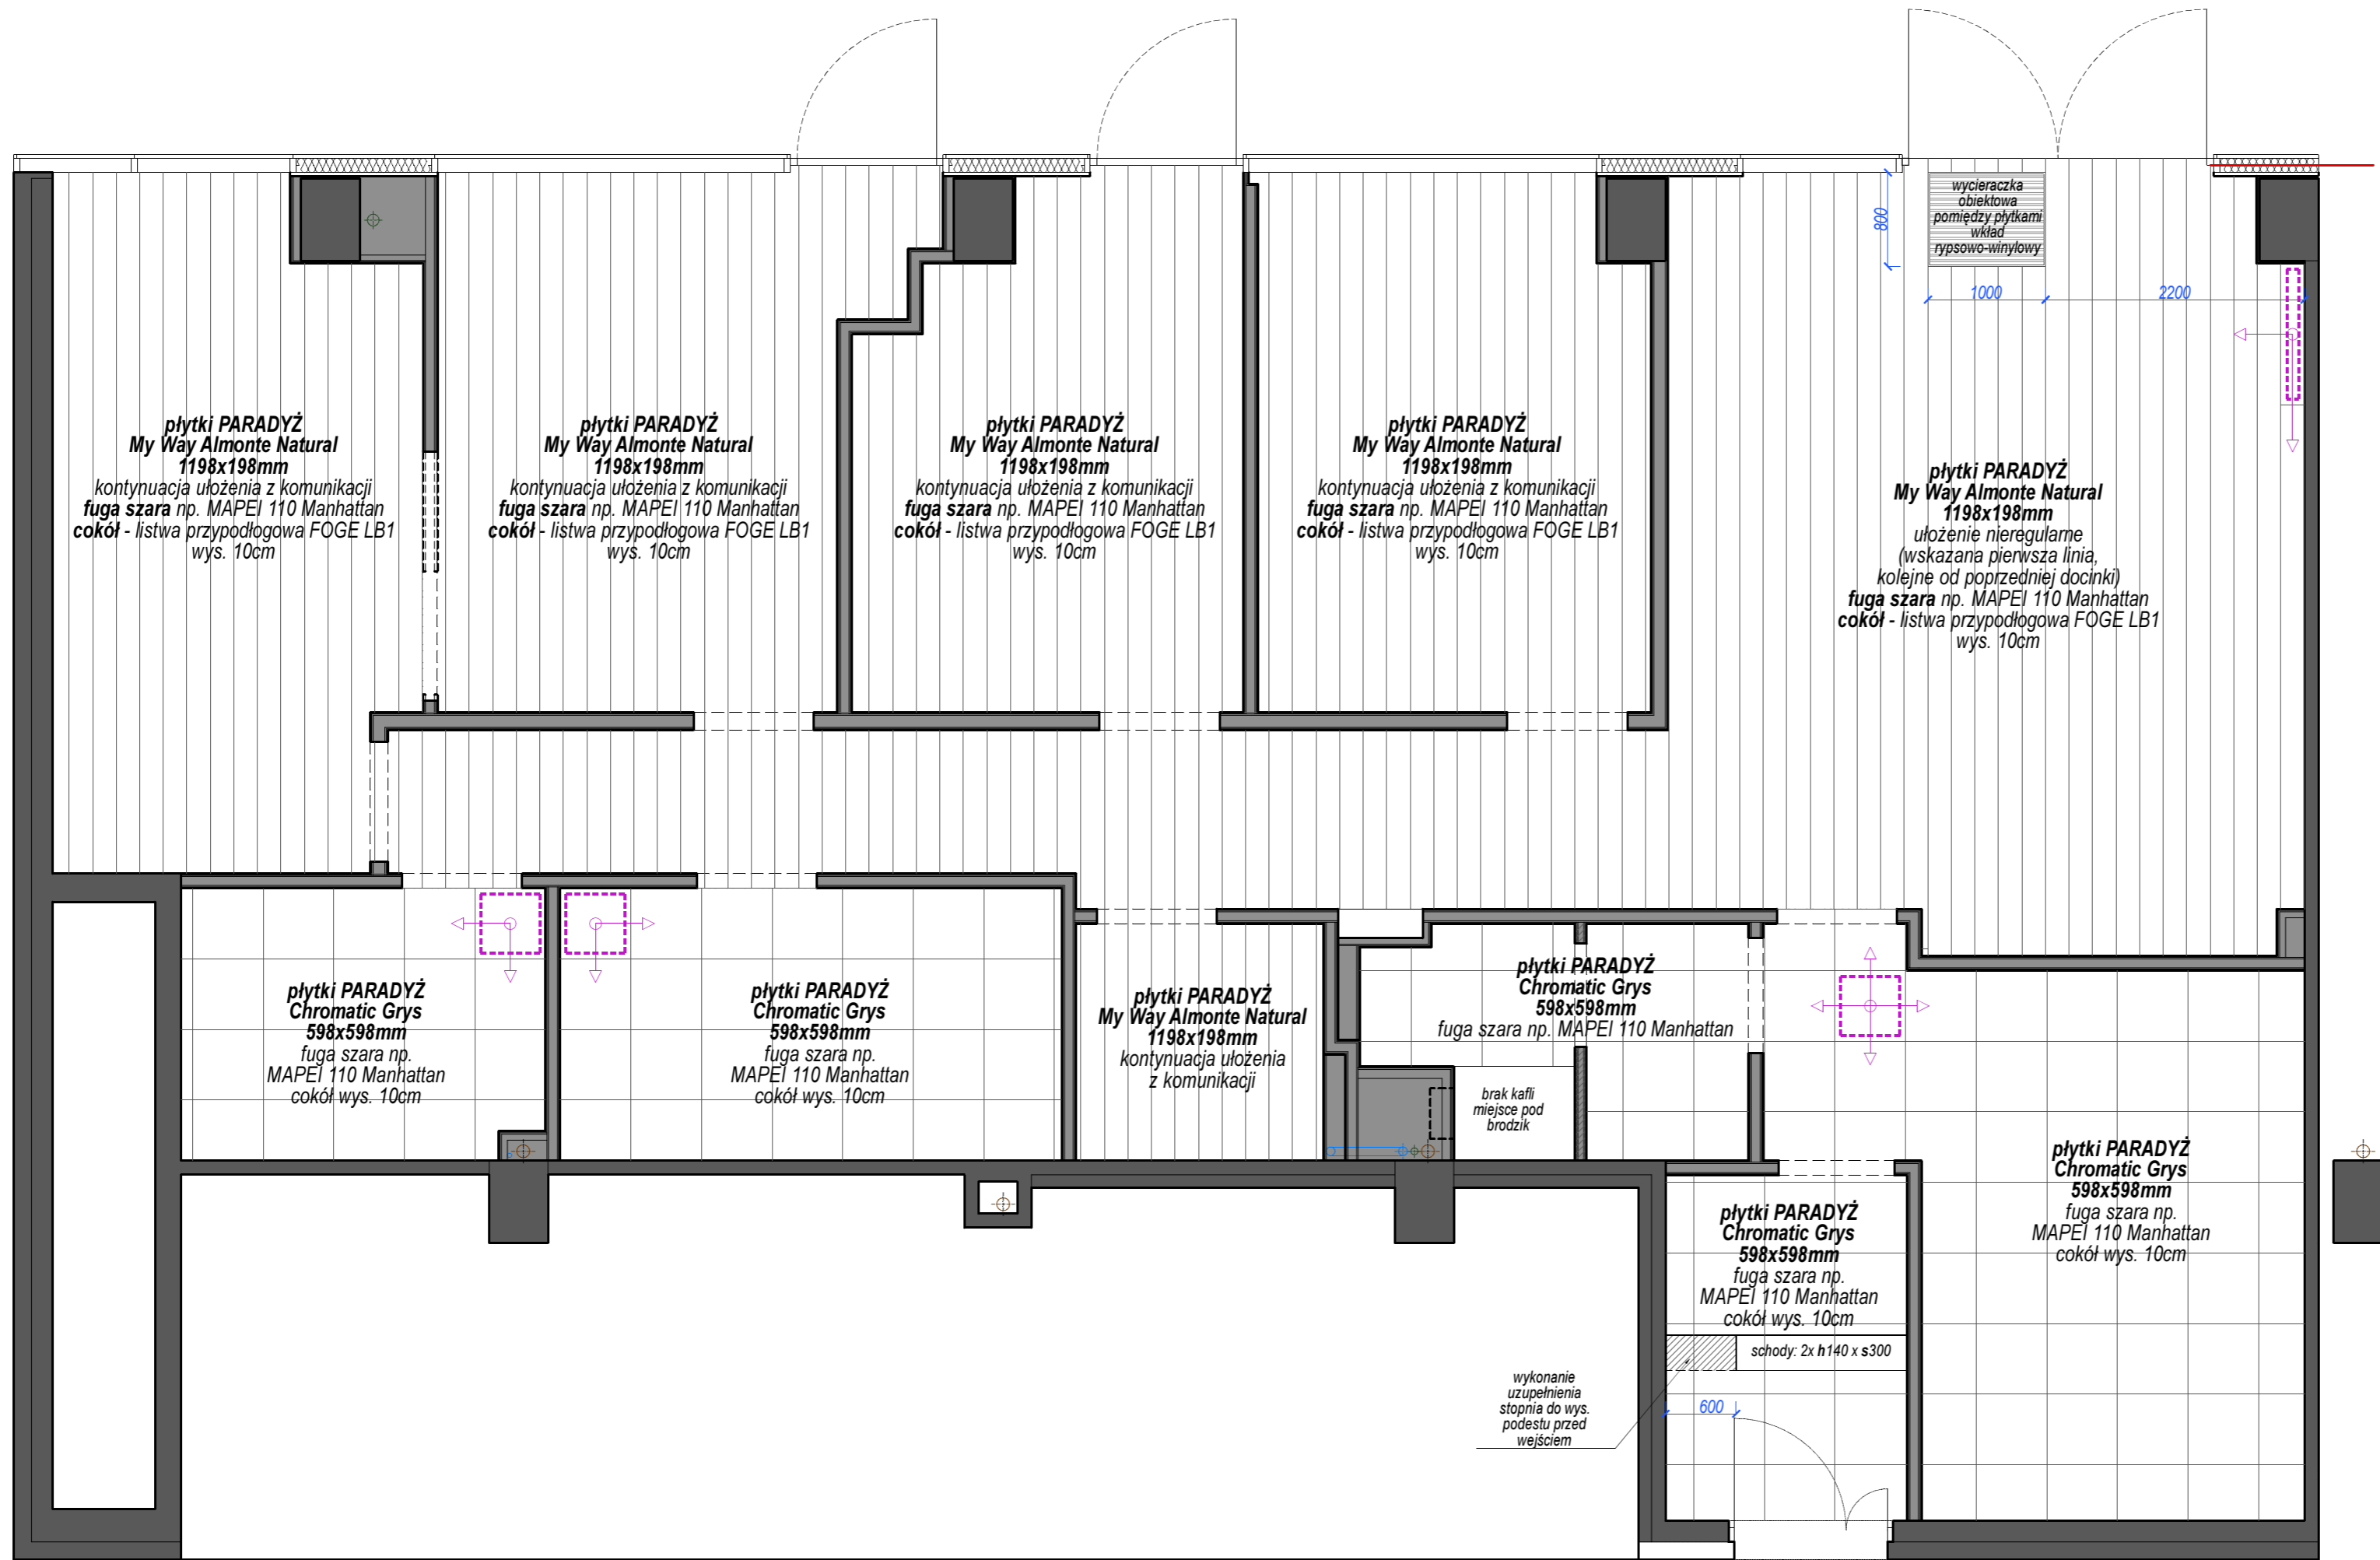 wycieraczka
obiektowa
pomiędzy płytkami
wkład
rypsowo-winylowy
800
1000
2200
płytki PARADYŻ
My Way Almonte Natural
1198x198mm
kontynuacja ułożenia z komunikacji
fuga szara np. MAPEI 110 Manhattan
cokół - listwa przypodłogowa FOGE LB1
wys. 10cm
płytki PARADYŻ
My Way Almonte Natural
1198x198mm
kontynuacja ułożenia z komunikacji
fuga szara np. MAPEI 110 Manhattan
cokół - listwa przypodłogowa FOGE LB1
wys. 10cm
płytki PARADYŻ
My Way Almonte Natural
1198x198mm
kontynuacja ułożenia z komunikacji
fuga szara np. MAPEI 110 Manhattan
cokół - listwa przypodłogowa FOGE LB1
wys. 10cm
płytki PARADYŻ
My Way Almonte Natural
1198x198mm
kontynuacja ułożenia z komunikacji
fuga szara np. MAPEI 110 Manhattan
cokół - listwa przypodłogowa FOGE LB1
wys. 10cm
płytki PARADYŻ
My Way Almonte Natural
1198x198mm
ułożenie nieregularne
(wskazana pierwsza linia,
kolejne od poprzedniej docinki)
fuga szara np. MAPEI 110 Manhattan
cokół - listwa przypodłogowa FOGE LB1
wys. 10cm
płytki PARADYŻ
Chromatic Grys
598x598mm
fuga szara np.
MAPEI 110 Manhattan
cokół wys. 10cm
płytki PARADYŻ
Chromatic Grys
598x598mm
fuga szara np.
MAPEI 110 Manhattan
cokół wys. 10cm
płytki PARADYŻ
My Way Almonte Natural
1198x198mm
kontynuacja ułożenia
z komunikacji
płytki PARADYŻ
Chromatic Grys
598x598mm
fuga szara np. MAPEI 110 Manhattan
brak kafli
miejsce pod
brodzik
płytki PARADYŻ
Chromatic Grys
598x598mm
fuga szara np.
MAPEI 110 Manhattan
cokół wys. 10cm
płytki PARADYŻ
Chromatic Grys
598x598mm
fuga szara np.
MAPEI 110 Manhattan
cokół wys. 10cm
schody: 2x h140 x s300
wykonanie
uzupełnienia
stopnia do wys.
podestu przed
wejściem
600